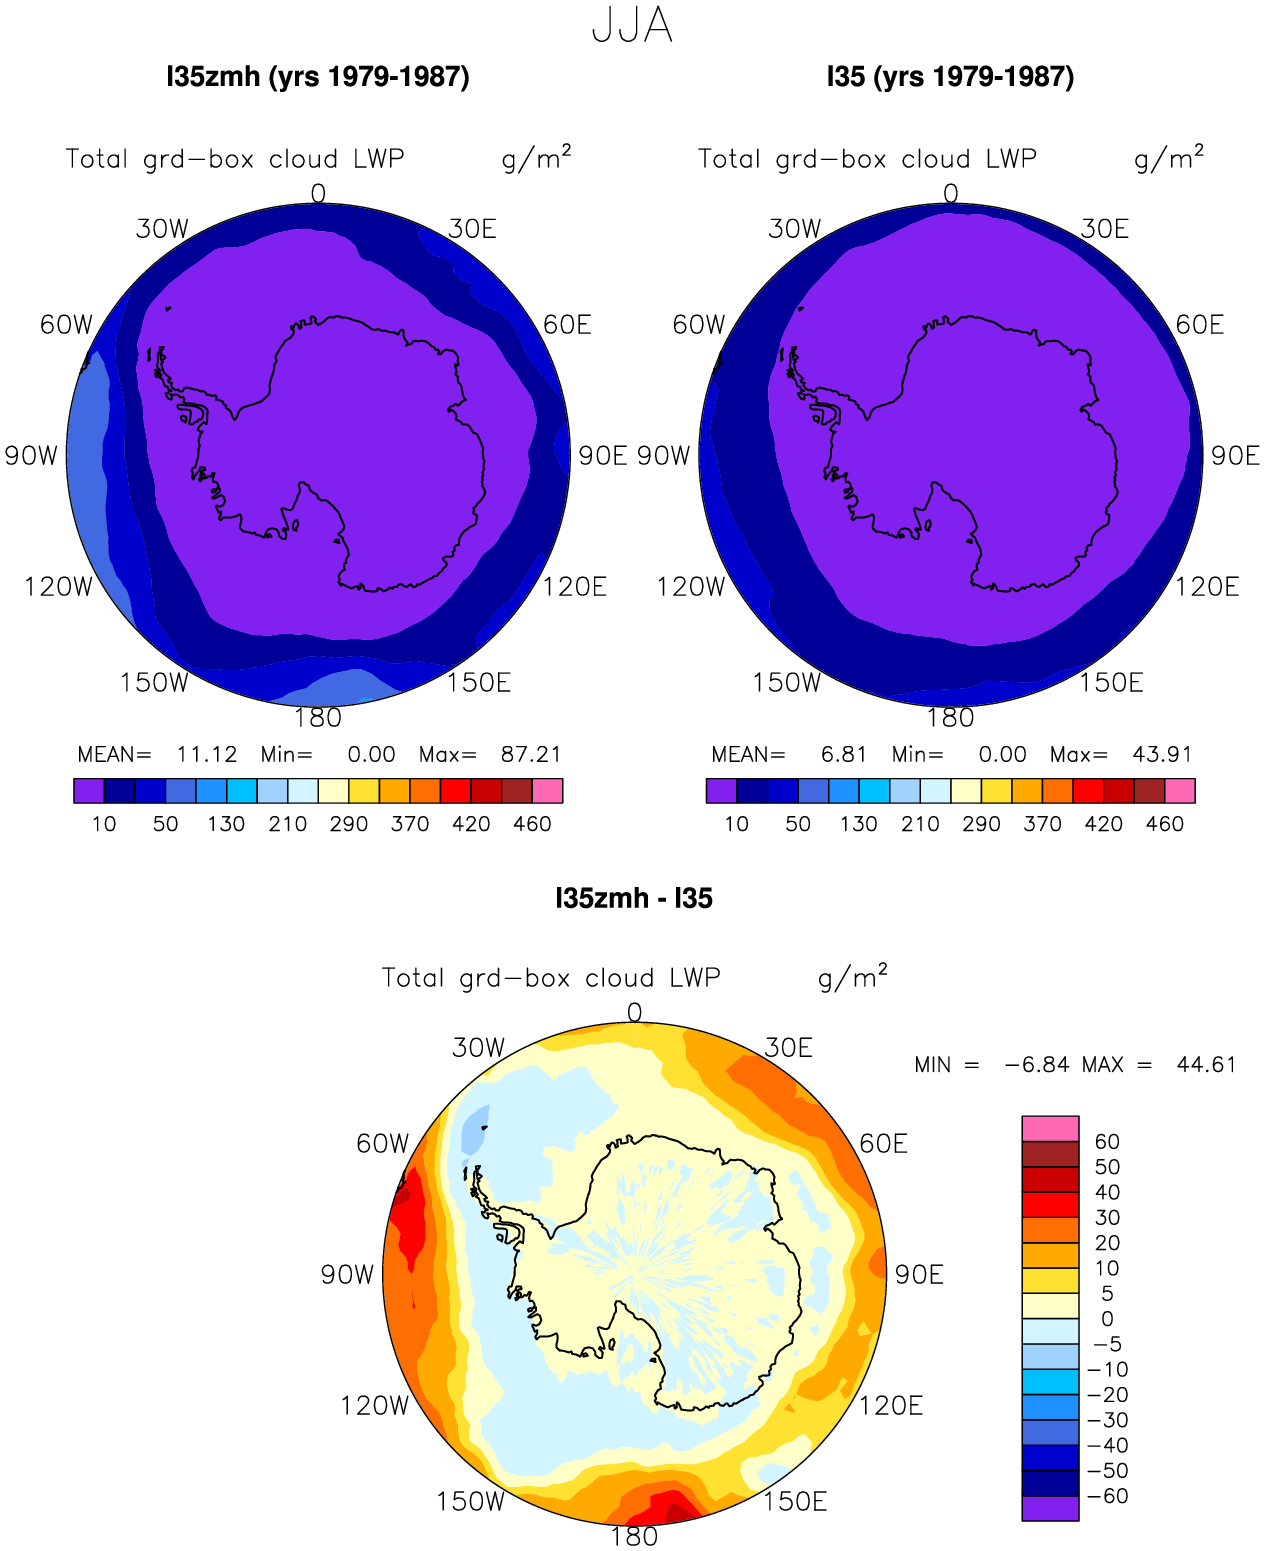 JJA
I35zmh (yrs 1979-1987)
I35 (yrs 1979-1987)
Total grd-box cloud LWP g/m²
0
30W 30E
60W 60E
90W 90E
120W 120E
150W 150E
180
MEAN= 11.12 Min= 0.00 Max= 87.21
10 50 130 210 290 370 420 460
Total grd-box cloud LWP g/m²
0
30W 30E
60W 60E
90W 90E
120W 120E
150W 150E
180
MEAN= 6.81 Min= 0.00 Max= 43.91
10 50 130 210 290 370 420 460
I35zmh - I35
Total grd-box cloud LWP g/m²
0
30W 30E
60W 60E
90W 90E
120W 120E
150W 150E
180
MIN = -6.84 MAX = 44.61
60
50
40
30
20
10
5
0
-5
-10
-20
-30
-40
-50
-60